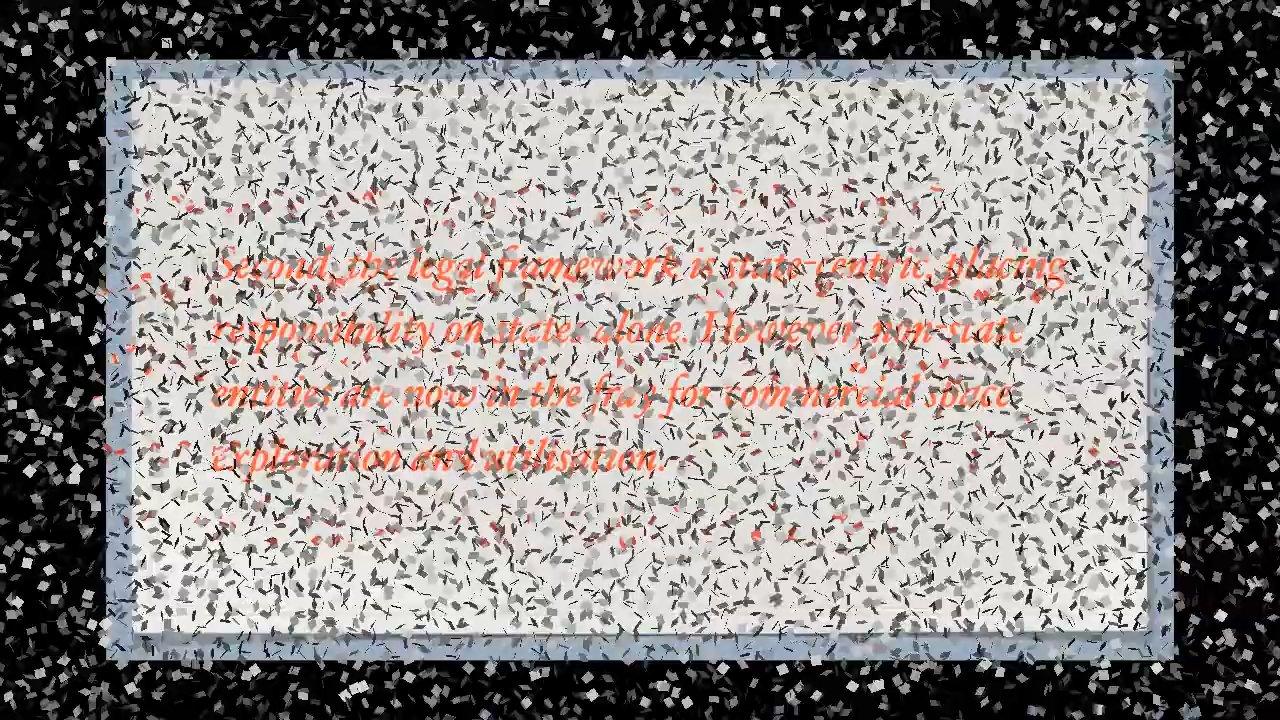 Second, the legal framework is state-centric, placing
responsibility on states alone. However, non-state
entities are now in the fray for commercial space
exploration and utilisation.